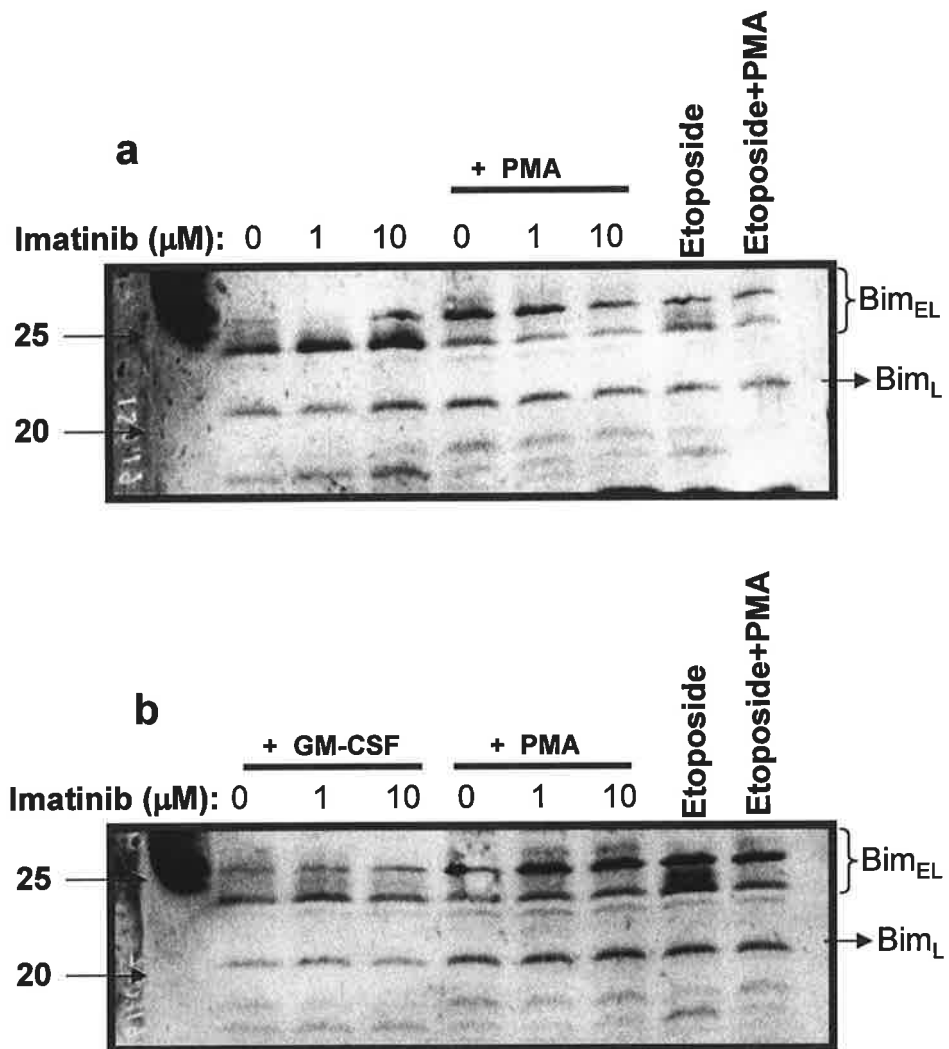 a
+ PMA
Etoposide
Etoposide+PMA
Imatinib (μM): 0 1 10 0 1 10
25
Bim_EL
Bim_L
20
b
+ GM-CSF
+ PMA
Etoposide
Etoposide+PMA
Imatinib (μM): 0 1 10 0 1 10
25
Bim_EL
Bim_L
20